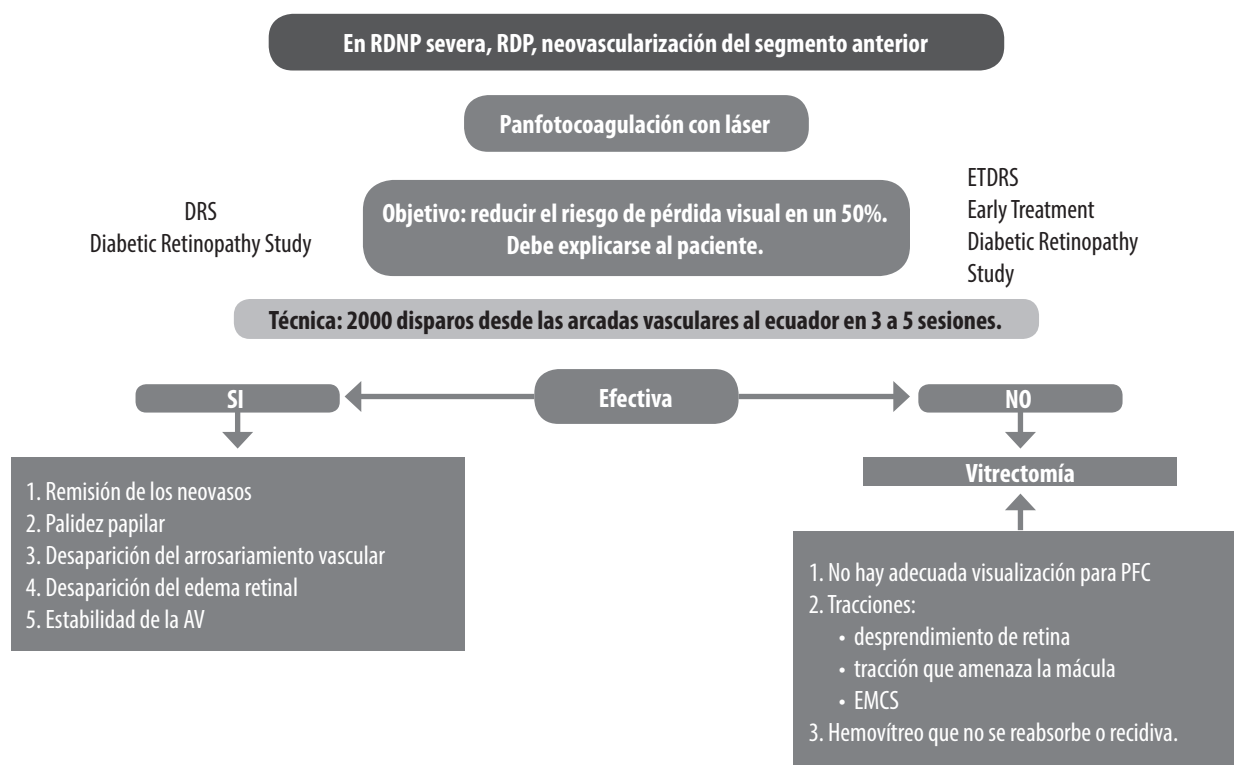 En RDNP severa, RDP, neovascularización del segmento anterior
Panfotocoagulación con láser
DRS
Diabetic Retinopathy Study
Objetivo: reducir el riesgo de pérdida visual en un 50%.
Debe explicarse al paciente.
ETDRS
Early Treatment
Diabetic Retinopathy
Study
Técnica: 2000 disparos desde las arcadas vasculares al ecuador en 3 a 5 sesiones.
SI
Efectiva
NO
1. Remisión de los neovasos
2. Palidez papilar
3. Desaparición del arrosariamiento vascular
4. Desaparición del edema retinal
5. Estabilidad de la AV
Vitrectomía
1. No hay adecuada visualización para PFC
2. Tracciones:
• desprendimiento de retina
• tracción que amenaza la mácula
• EMCS
3. Hemovítreo que no se reabsorbe o recidiva.